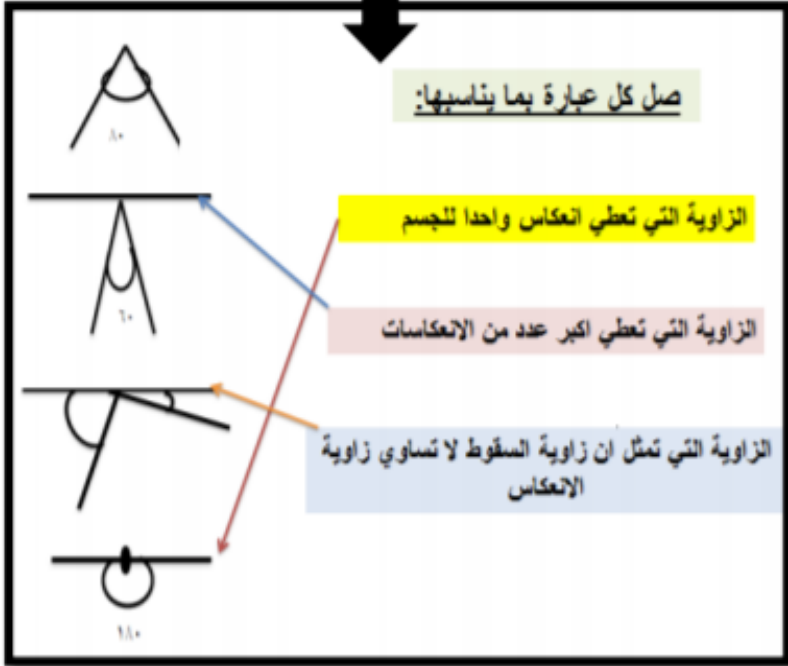 صل كل عبارة بما يناسبها:
٨٠
الزاوية التي تعطي انعكاس واحدا للجسم
٦٠
الزاوية التي تعطي اكبر عدد من الانعكاسات
الزاوية التي تمثل ان زاوية السقوط لا تساوي زاوية
الانعكاس
١٨٠